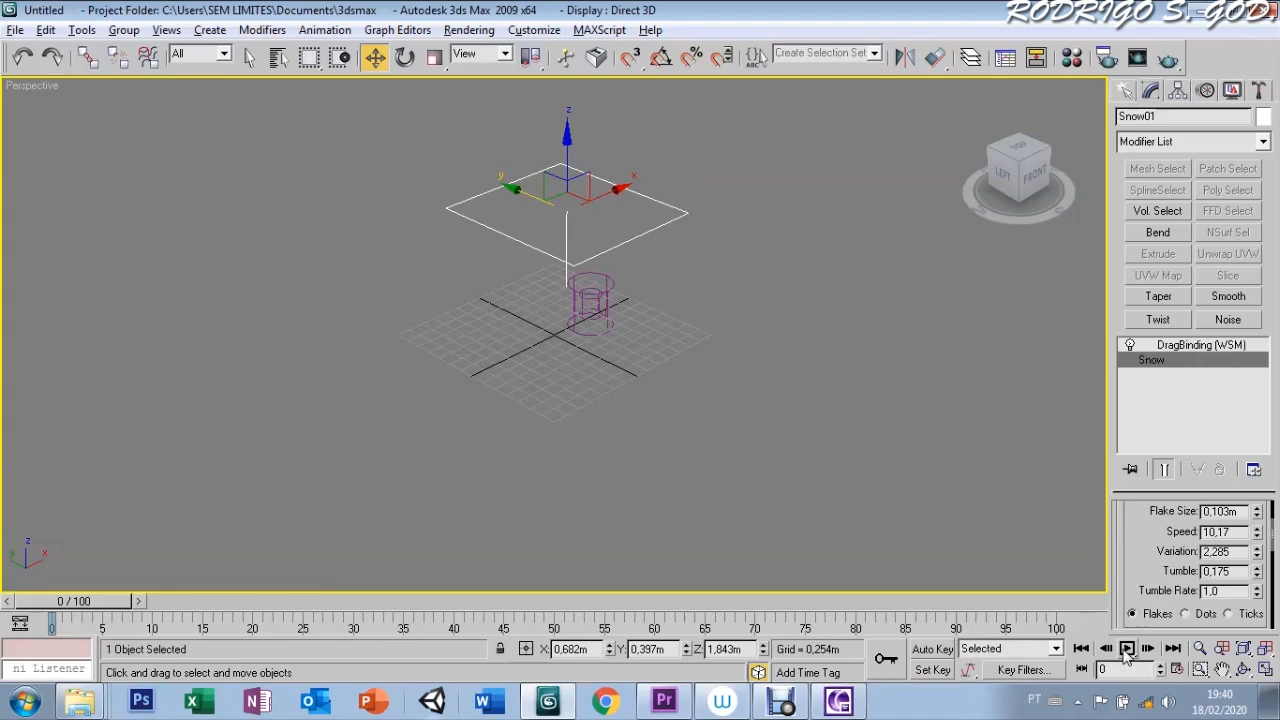 Untitled - Project Folder: C:\Users\SEM LIMITES\Documents\3dsmax - Autodesk 3ds Max 2009 x64 - Display : Direct 3D
RODRIGO S. GOD
File Edit Tools Group Views Create Modifiers Animation Graph Editors Rendering Customize MAXScript Help
All View 3 % ABC Create Selection Set
Perspective
z
y x
TOP
LEFT FRONT
Snow01
Modifier List
Mesh Select Patch Select
SplineSelect Poly Select
Vol. Select FFD Select
Bend NSurf Sel
Extrude Unwrap UVW
UVW Map Slice
Taper Smooth
Twist Noise
DragBinding (WSM)
Snow
Flake Size: 0,103m
Speed: 10,17
Variation: 2,285
Tumble: 0,175
Tumble Rate: 1,0
Flakes Dots Ticks
z
y x
< 0 / 100 >
0 5 10 15 20 25 30 35 40 45 50 55 60 65 70 75 80 85 90 95 100
1 Object Selected X: 0,682m Y: 0,397m Z: 1,843m Grid = 0,254m Auto Key Selected
ni Listener Click and drag to select and move objects Add Time Tag Set Key Key Filters... 0
Ps X N O P W Pr W
PT 19:40
18/02/2020